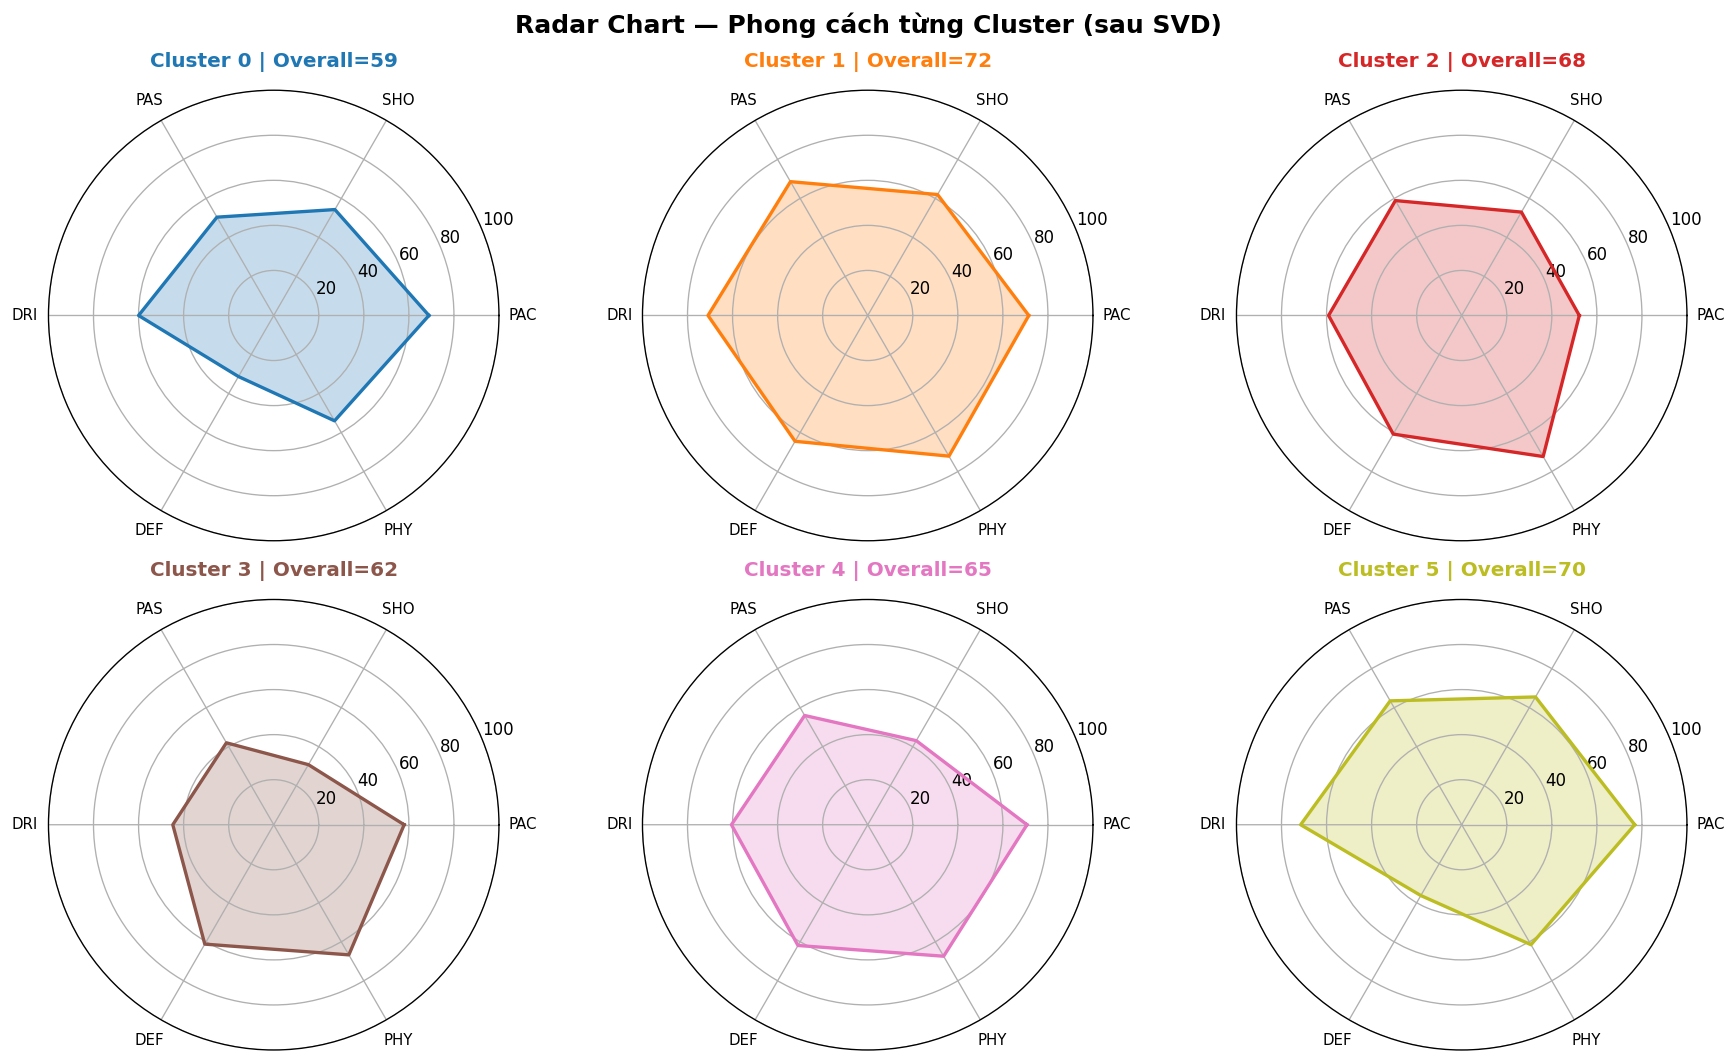 Radar Chart — Phong cách từng Cluster (sau SVD)
Cluster 0 | Overall=59
PAS
SHO
DRI
PAC
DEF
PHY
20
40
60
80
100
Cluster 1 | Overall=72
PAS
SHO
DRI
PAC
DEF
PHY
20
40
60
80
100
Cluster 2 | Overall=68
PAS
SHO
DRI
PAC
DEF
PHY
20
40
60
80
100
Cluster 3 | Overall=62
PAS
SHO
DRI
PAC
DEF
PHY
20
40
60
80
100
Cluster 4 | Overall=65
PAS
SHO
DRI
PAC
DEF
PHY
20
40
60
80
100
Cluster 5 | Overall=70
PAS
SHO
DRI
PAC
DEF
PHY
20
40
60
80
100